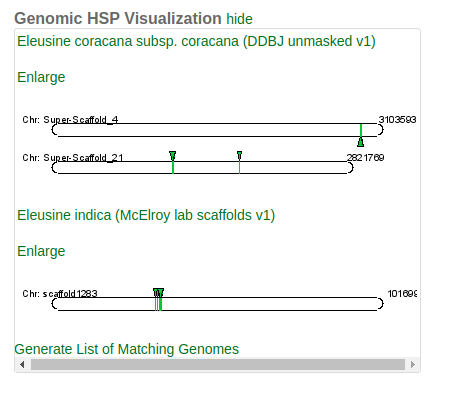 Genomic HSP Visualization hide
Eleusine coracana subsp. coracana (DDBJ unmasked v1)
Enlarge
Chr: Super-Scaffold_4 3103593
Chr: Super-Scaffold_21 2821769
Eleusine indica (McElroy lab scaffolds v1)
Enlarge
Chr: scaffold1283
Generate List of Matching Genomes